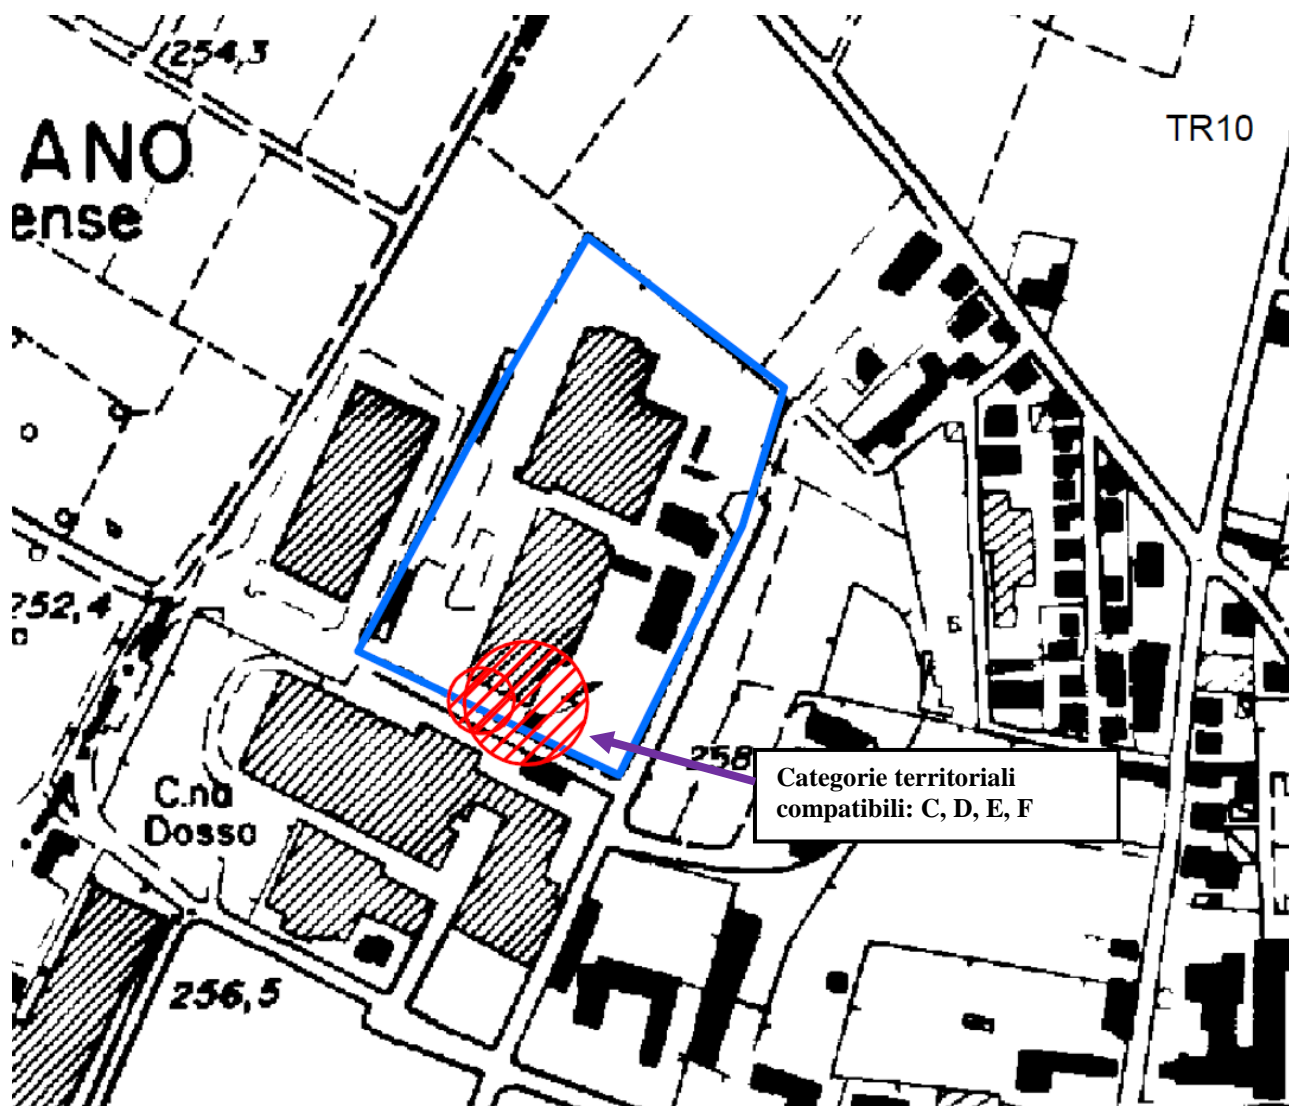 254,3
TR10
ANO
ense
252,4
258
Categorie territoriali
compatibili: C, D, E, F
C.na
Dosso
256,5